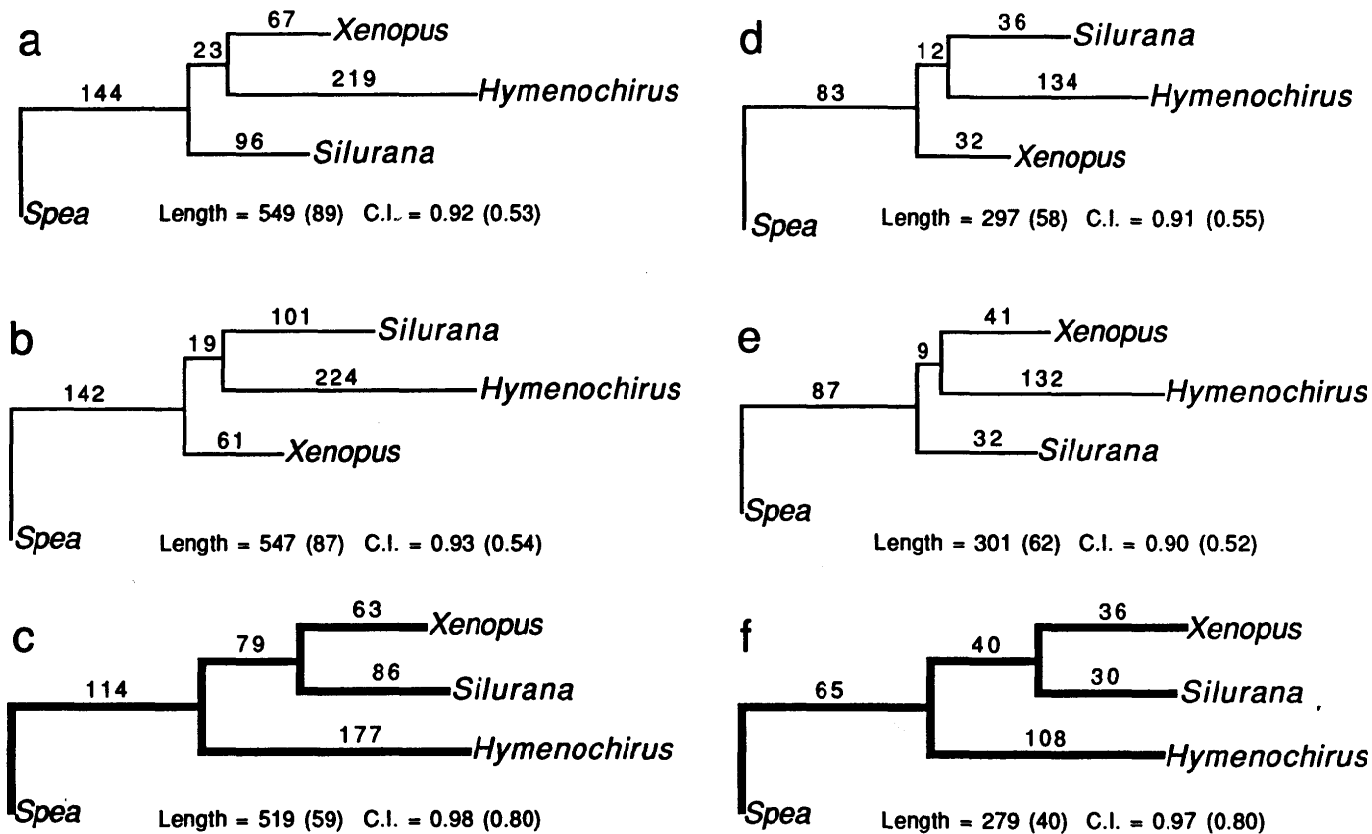 a
67
Xenopus
23
219
Hymenochirus
144
96
Silurana
Spea
Length = 549 (89) C.I. = 0.92 (0.53)
b
101
Silurana
19
224
Hymenochirus
142
61
Xenopus
Spea
Length = 547 (87) C.I. = 0.93 (0.54)
c
63
Xenopus
79
86
Silurana
114
177
Hymenochirus
Spea
Length = 519 (59) C.I. = 0.98 (0.80)
d
36
Silurana
12
134
Hymenochirus
83
32
Xenopus
Spea
Length = 297 (58) C.I. = 0.91 (0.55)
e
41
Xenopus
9
132
Hymenochirus
87
32
Silurana
Spea
Length = 301 (62) C.I. = 0.90 (0.52)
f
36
Xenopus
40
30
Silurana
65
108
Hymenochirus
Spea
Length = 279 (40) C.I. = 0.97 (0.80)